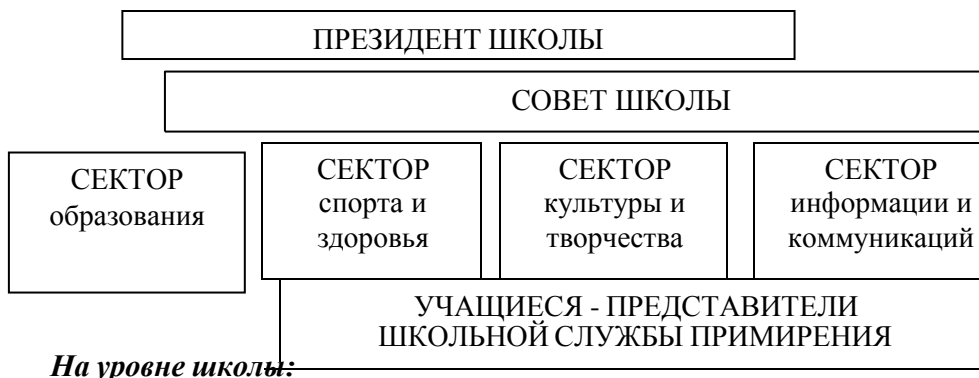 ПРЕЗИДЕНТ ШКОЛЫ
СОВЕТ ШКОЛЫ
СЕКТОР
образования
СЕКТОР
спорта и
здоровья
СЕКТОР
культуры и
творчества
СЕКТОР
информации и
коммуникаций
УЧАЩИЕСЯ - ПРЕДСТАВИТЕЛИ
ШКОЛЬНОЙ СЛУЖБЫ ПРИМИРЕНИЯ
На уровне школы: